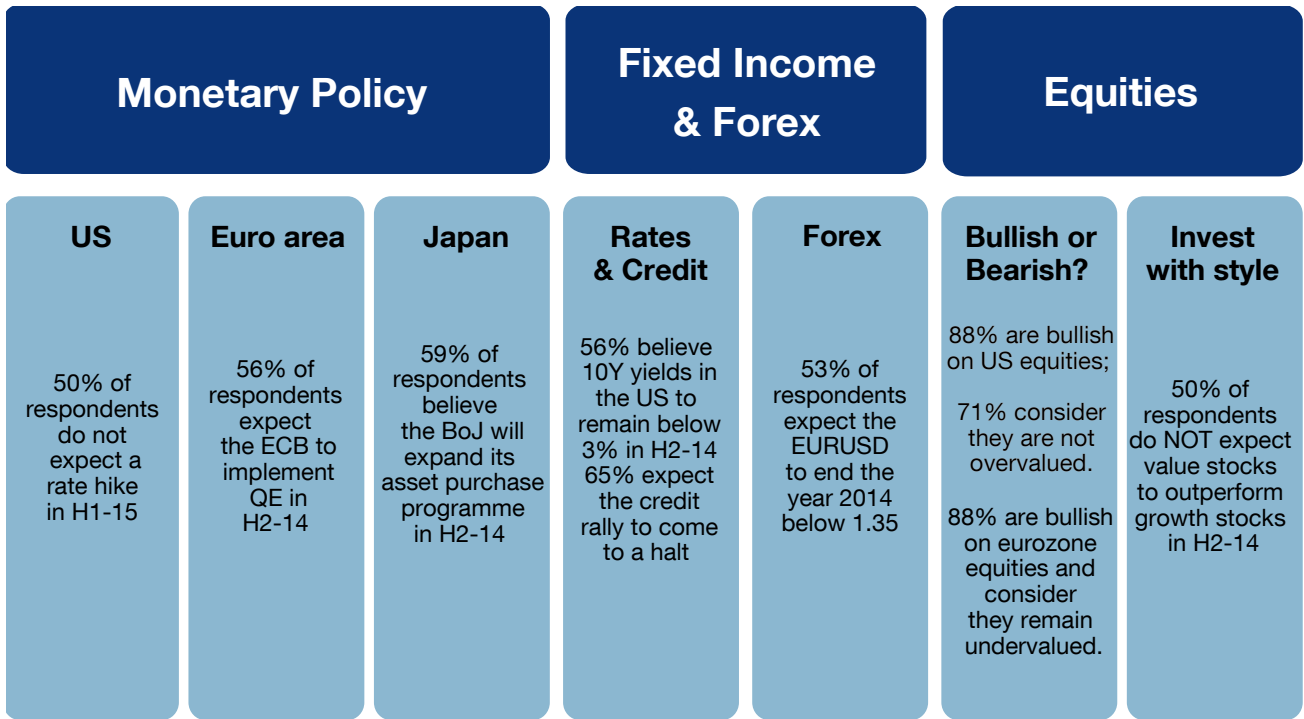 Monetary Policy
Fixed Income
& Forex
Equities
US
50% of
respondents
do not
expect a
rate hike
in H1-15
Euro area
56% of
respondents
expect
the ECB to
implement
QE in
H2-14
Japan
59% of
respondents
believe
the BoJ will
expand its
asset purchase
programme
in H2-14
Rates
& Credit
56% believe
10Y yields in
the US to
remain below
3% in H2-14
65% expect
the credit
rally to come
to a halt
Forex
53% of
respondents
expect the
EURUSD
to end the
year 2014
below 1.35
Bullish or
Bearish?
88% are bullish
on US equities;
71% consider
they are not
overvalued.
88% are bullish
on eurozone
equities and
consider
they remain
undervalued.
Invest
with style
50% of
respondents
do NOT expect
value stocks
to outperform
growth stocks
in H2-14